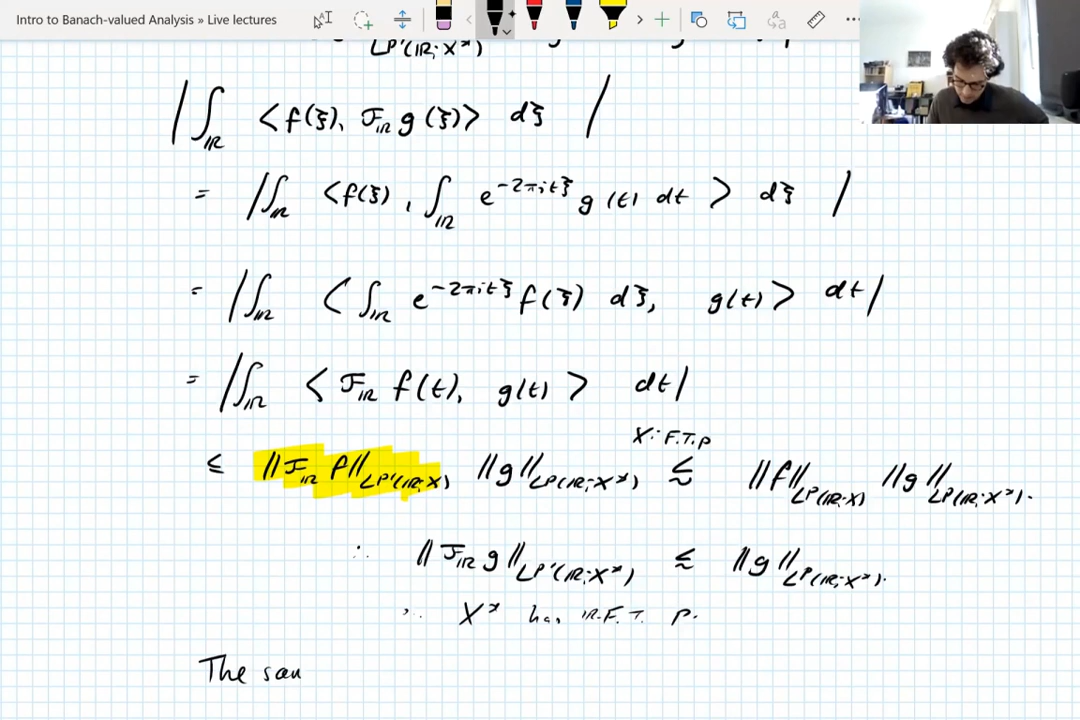 Intro to Banach-valued Analysis » Live lectures
L^{p'}(ℝ; X*)
| ∫_ℝ <f(ξ), ℱ_ℝ g(ξ)> dξ |
= | ∫_ℝ <f(ξ), ∫_ℝ e^{-2πitξ} g(t) dt > dξ |
= | ∫_ℝ < ∫_ℝ e^{-2πitξ} f(ξ) dξ, g(t) > dt |
= | ∫_ℝ < ℱ_ℝ f(t), g(t) > dt |
X: F.T.p
≤ ||ℱ_ℝ f||_{L^{p'}(ℝ; X)} ||g||_{L^p(ℝ; X*)} ≲ ||f||_{L^p(ℝ; X)} ||g||_{L^p(ℝ; X*)}.
∴ ||ℱ_ℝ g||_{L^{p'}(ℝ; X*)} ≲ ||g||_{L^p(ℝ; X*)}.
∴ X* has ℝ.F.T. p.
The sam